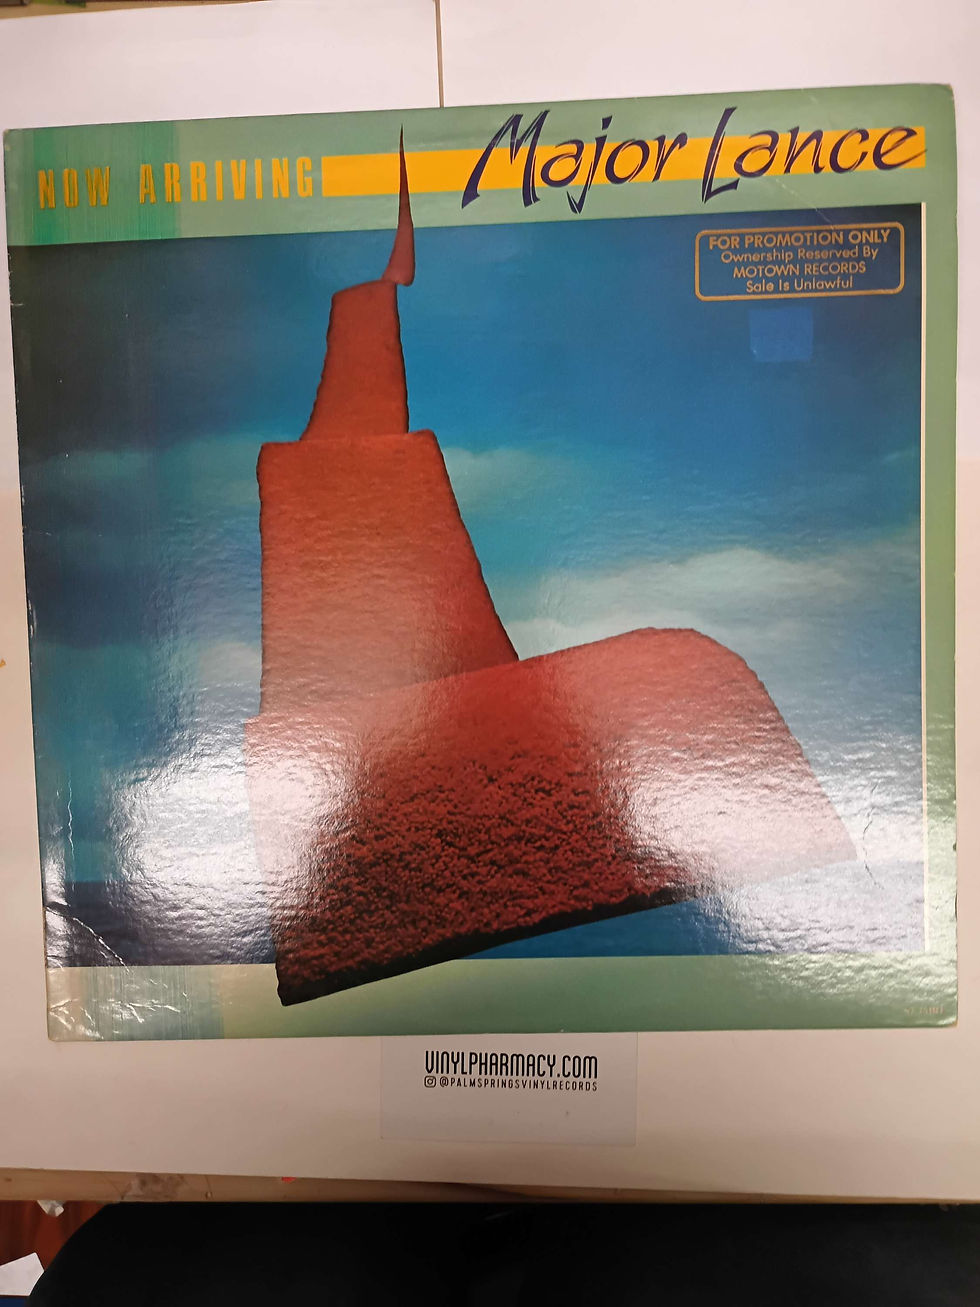 NOW ARRIVING Major Lance
FOR PROMOTION ONLY
Ownership Reserved By
MOTOWN RECORDS
Sale Is Unlawful
VINYLPHARMACY.COM
@PALMSPRINGSVINYLRECORDS